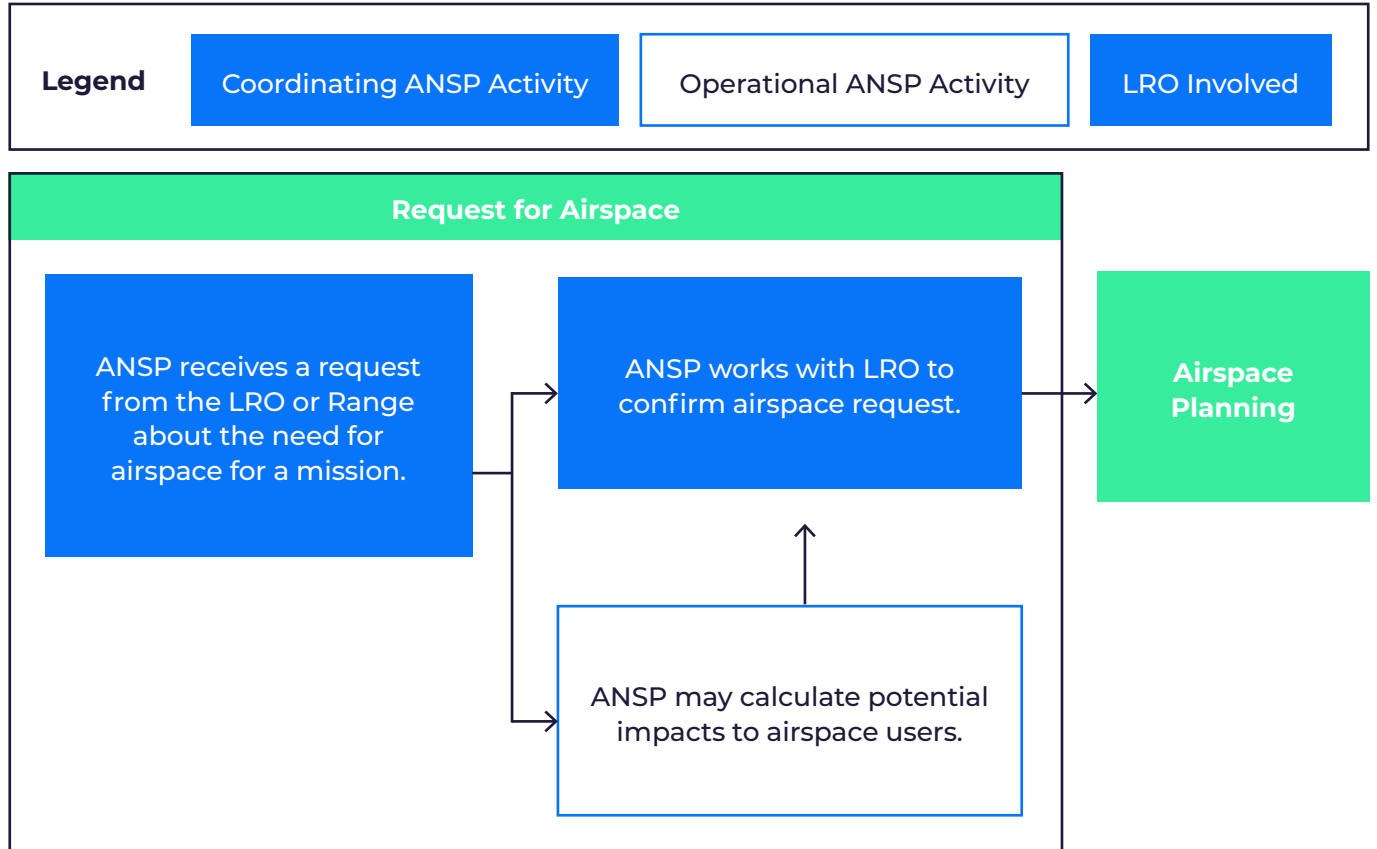 Legend
Coordinating ANSP Activity
Operational ANSP Activity
LRO Involved
Request for Airspace
ANSP receives a request
from the LRO or Range
about the need for
airspace for a mission.
ANSP works with LRO to
confirm airspace request.
Airspace
Planning
ANSP may calculate potential
impacts to airspace users.